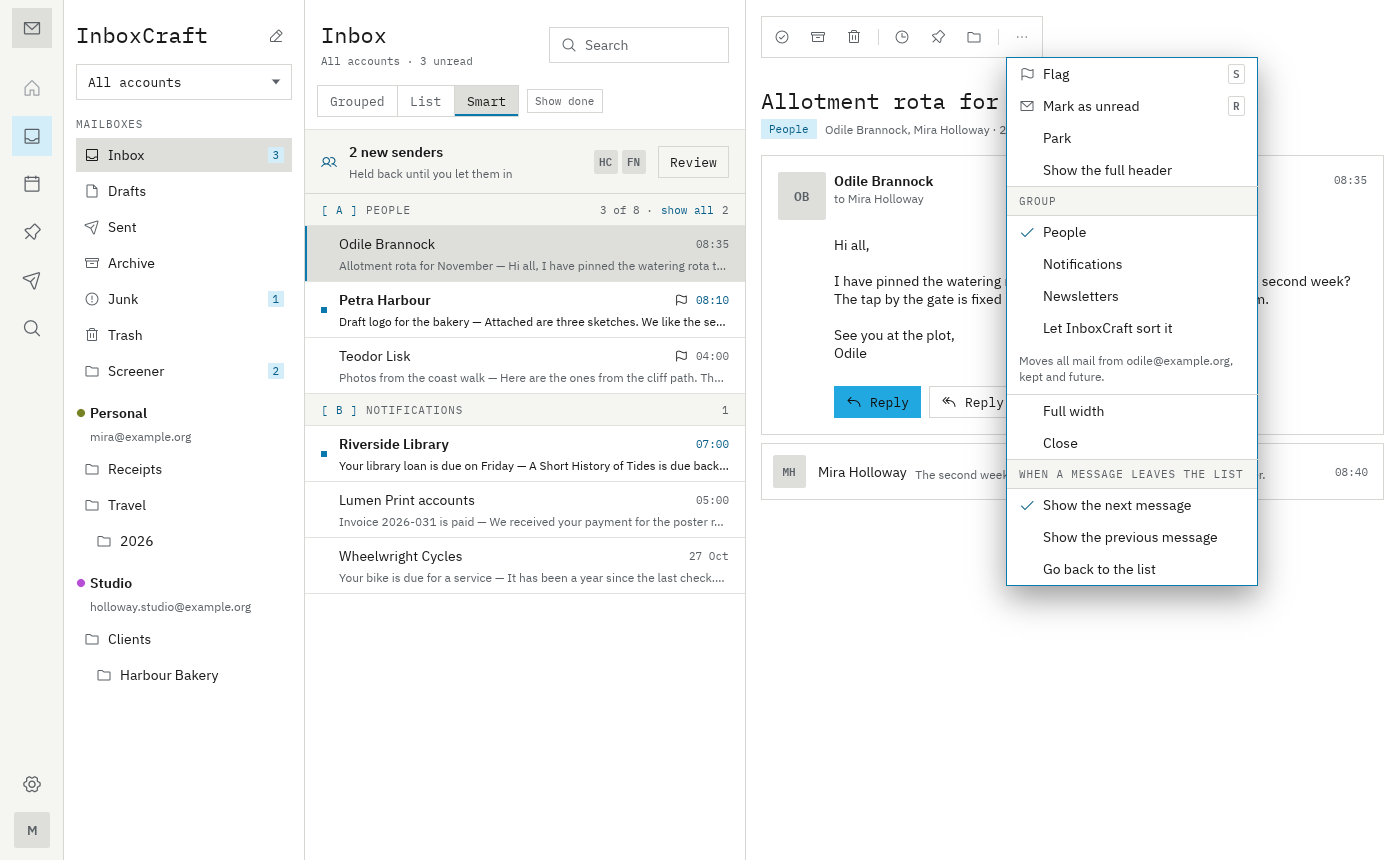 InboxCraft
All accounts
MAILBOXES
Inbox 3
Drafts
Sent
Archive
Junk 1
Trash
Screener 2
Personal
mira@example.org
Receipts
Travel
2026
Studio
holloway.studio@example.org
Clients
Harbour Bakery
M
Inbox
All accounts · 3 unread
Search
Grouped List Smart Show done
2 new senders
Held back until you let them in
HC FN Review
[ A ] PEOPLE 3 of 8 · show all 2
Odile Brannock 08:35
Allotment rota for November — Hi all, I have pinned the watering rota t…
Petra Harbour 08:10
Draft logo for the bakery — Attached are three sketches. We like the se…
Teodor Lisk 04:00
Photos from the coast walk — Here are the ones from the cliff path. Th…
[ B ] NOTIFICATIONS 1
Riverside Library 07:00
Your library loan is due on Friday — A Short History of Tides is due back…
Lumen Print accounts 05:00
Invoice 2026-031 is paid — We received your payment for the poster r…
Wheelwright Cycles 27 Oct
Your bike is due for a service — It has been a year since the last check.…
Allotment rota for
People Odile Brannock, Mira Holloway · 2
OB Odile Brannock 08:35
to Mira Holloway
Hi all,
I have pinned the watering second week?
The tap by the gate is fixed
See you at the plot,
Odile
Reply Reply
MH Mira Holloway The second week 08:40
Flag S
Mark as unread R
Park
Show the full header
GROUP
People
Notifications
Newsletters
Let InboxCraft sort it
Moves all mail from odile@example.org,
kept and future.
Full width
Close
WHEN A MESSAGE LEAVES THE LIST
Show the next message
Show the previous message
Go back to the list